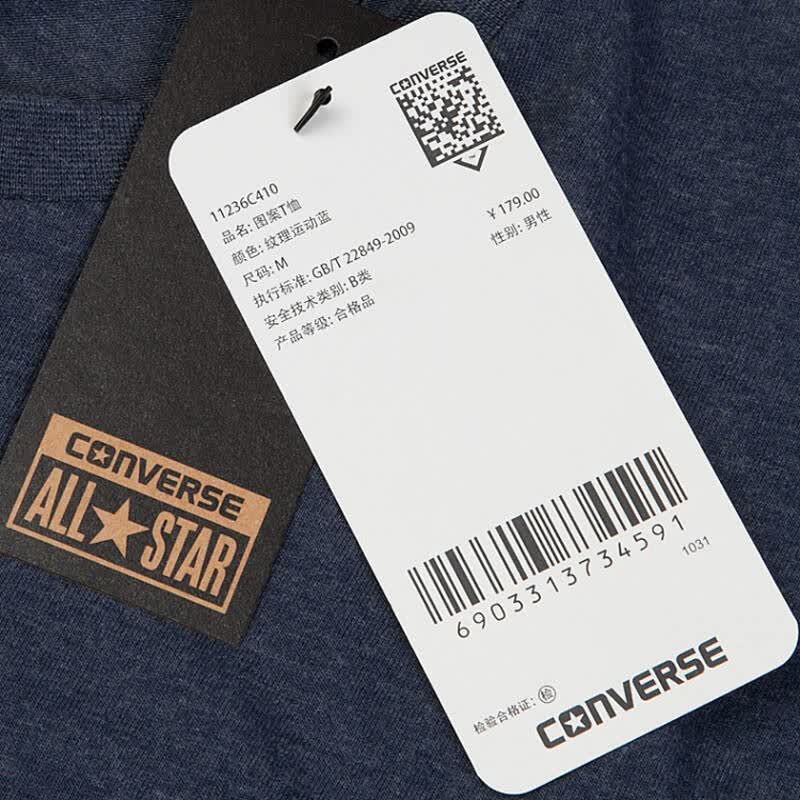 CONVERSE
11236C410
品名: 图案T恤
颜色: 纹理运动蓝
尺码: M
执行标准: GB/T 22849-2009
安全技术类别: B类
产品等级: 合格品
¥179.00
性别: 男性
6903313734591
1031
检验合格证: 检
CONVERSE
CONVERSE
ALL STAR